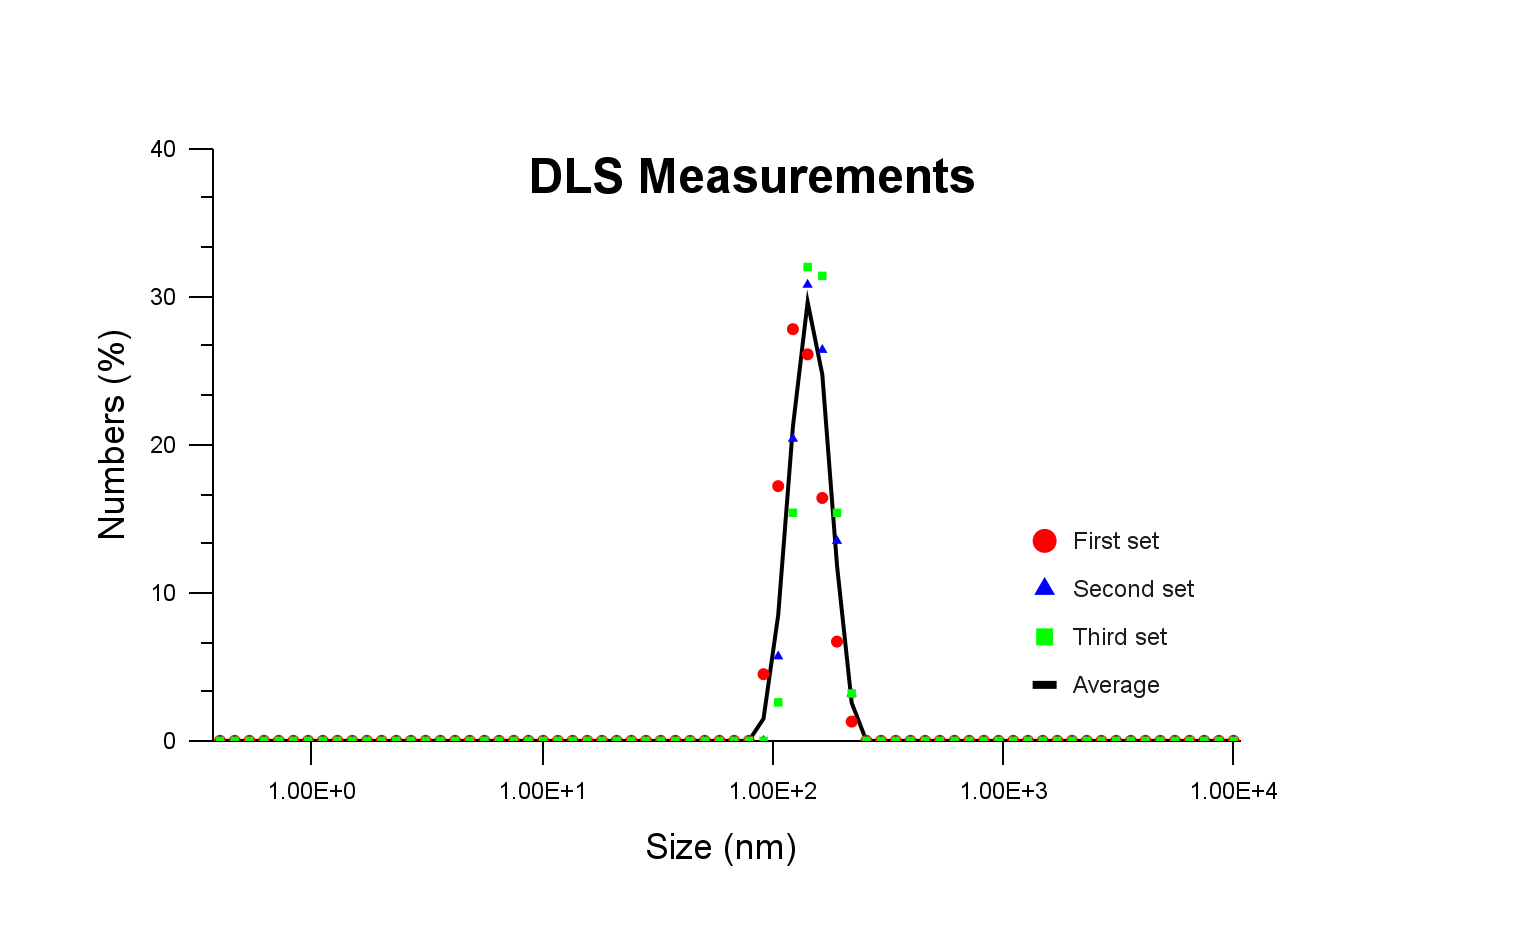 DLS Measurements
40
30
20
10
0
Numbers (%)
1.00E+0
1.00E+1
1.00E+2
1.00E+3
1.00E+4
Size (nm)
First set
Second set
Third set
Average